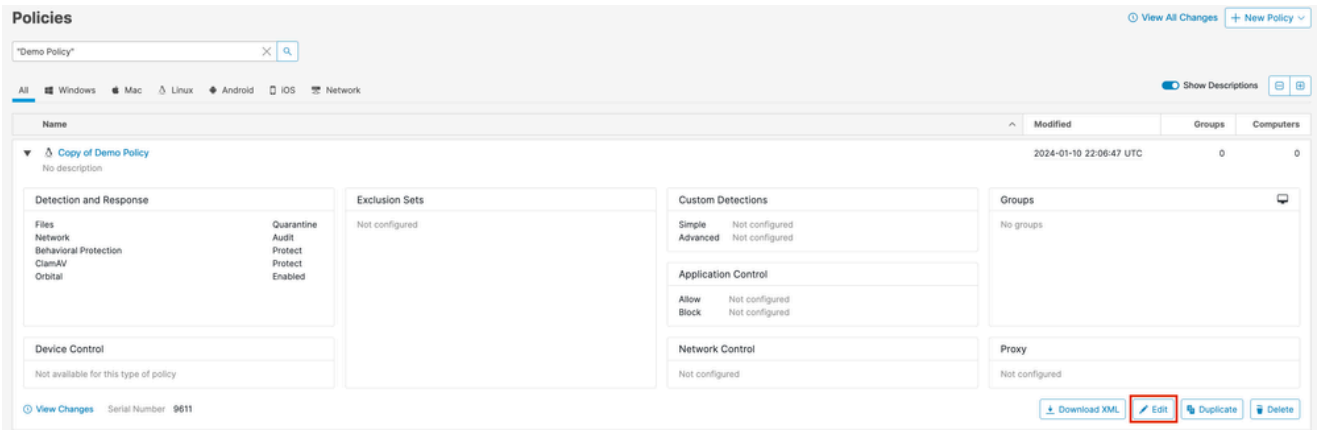 Policies
View All Changes
+ New Policy
"Demo Policy"
All Windows Mac Linux Android iOS Network
Show Descriptions
Name Modified Groups Computers
Copy of Demo Policy 2024-01-10 22:06:47 UTC 0 0
No description
Detection and Response
Files Quarantine
Network Audit
Behavioral Protection Protect
ClamAV Protect
Orbital Enabled
Exclusion Sets
Not configured
Custom Detections
Simple Not configured
Advanced Not configured
Application Control
Allow Not configured
Block Not configured
Groups
No groups
Device Control
Not available for this type of policy
Network Control
Not configured
Proxy
Not configured
View Changes Serial Number 9611
Download XML Edit Duplicate Delete